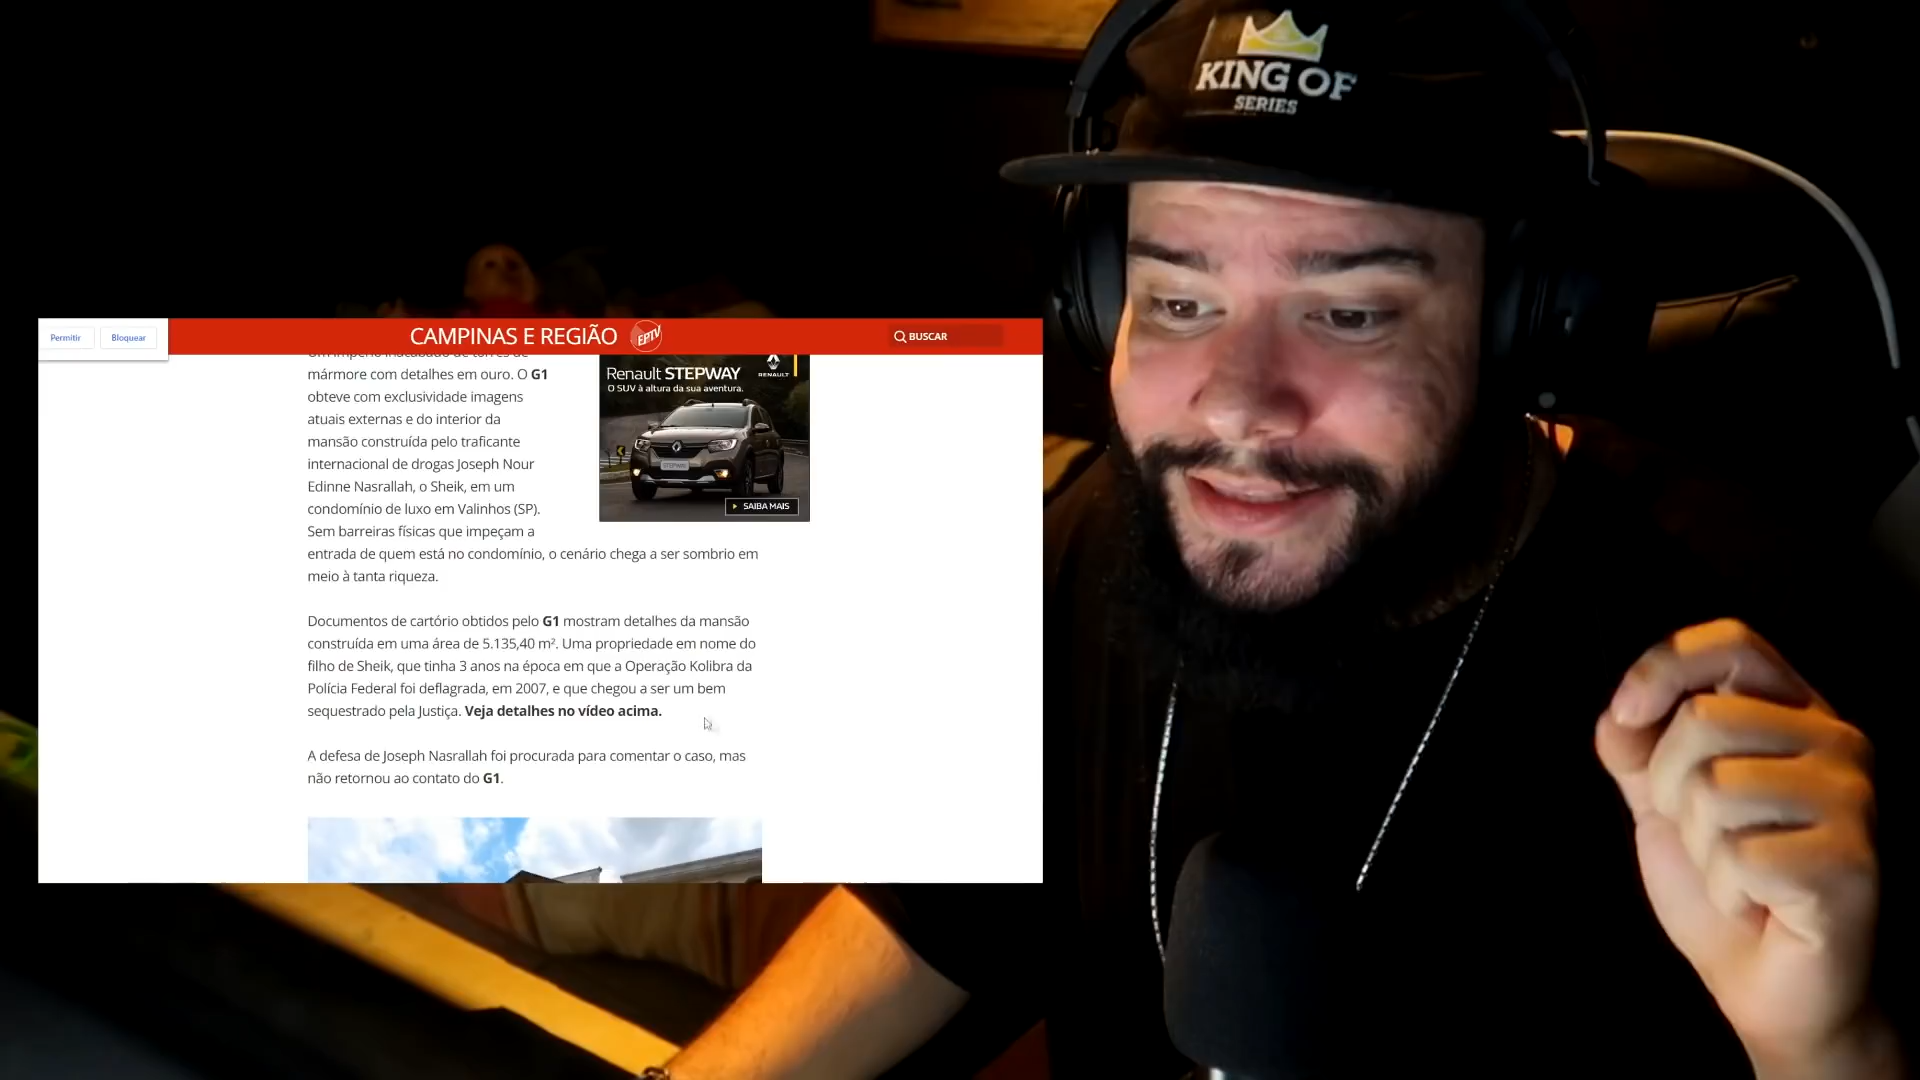 KING OF
SERIES
Permitir
Bloquear
CAMPINAS E REGIÃO
EPTV
BUSCAR
mármore com detalhes em ouro. O G1
obteve com exclusividade imagens
atuais externas e do interior da
mansão construída pelo traficante
internacional de drogas Joseph Nour
Edinne Nasrallah, o Sheik, em um
condomínio de luxo em Valinhos (SP).
Sem barreiras físicas que impeçam a
entrada de quem está no condomínio, o cenário chega a ser sombrio em
meio à tanta riqueza.
Renault STEPWAY
RENAULT
O SUV à altura da sua aventura.
STEPWAY
SAIBA MAIS
Documentos de cartório obtidos pelo G1 mostram detalhes da mansão
construída em uma área de 5.135,40 m². Uma propriedade em nome do
filho de Sheik, que tinha 3 anos na época em que a Operação Kolibra da
Polícia Federal foi deflagrada, em 2007, e que chegou a ser um bem
sequestrado pela Justiça. Veja detalhes no vídeo acima.
A defesa de Joseph Nasrallah foi procurada para comentar o caso, mas
não retornou ao contato do G1.